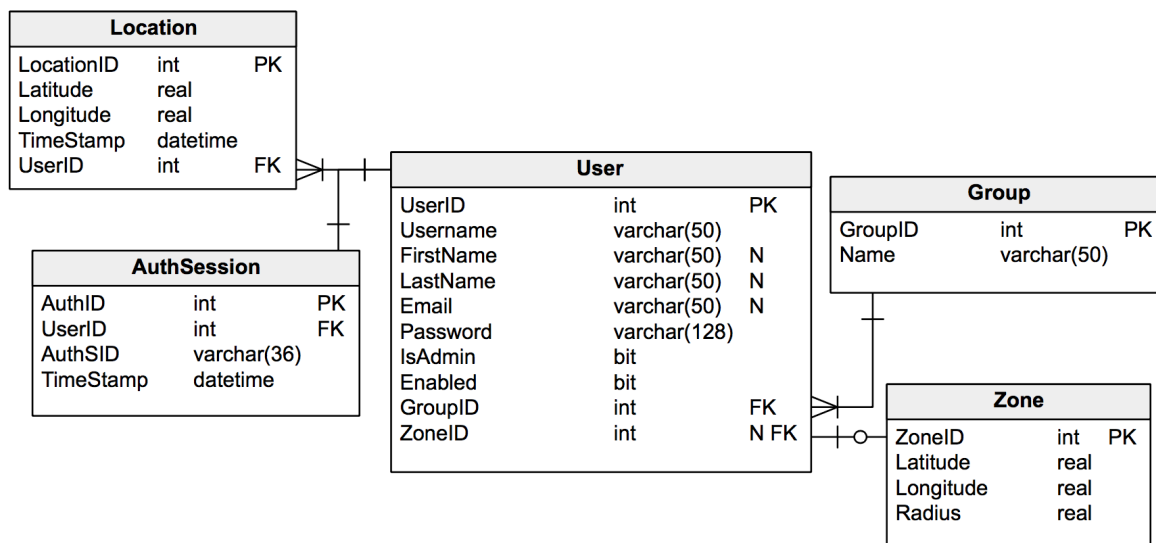 Location
LocationID int PK
Latitude real
Longitude real
TimeStamp datetime
UserID int FK
AuthSession
AuthID int PK
UserID int FK
AuthSID varchar(36)
TimeStamp datetime
User
UserID int PK
Username varchar(50)
FirstName varchar(50) N
LastName varchar(50) N
Email varchar(50) N
Password varchar(128)
IsAdmin bit
Enabled bit
GroupID int FK
ZoneID int N FK
Group
GroupID int PK
Name varchar(50)
Zone
ZoneID int PK
Latitude real
Longitude real
Radius real